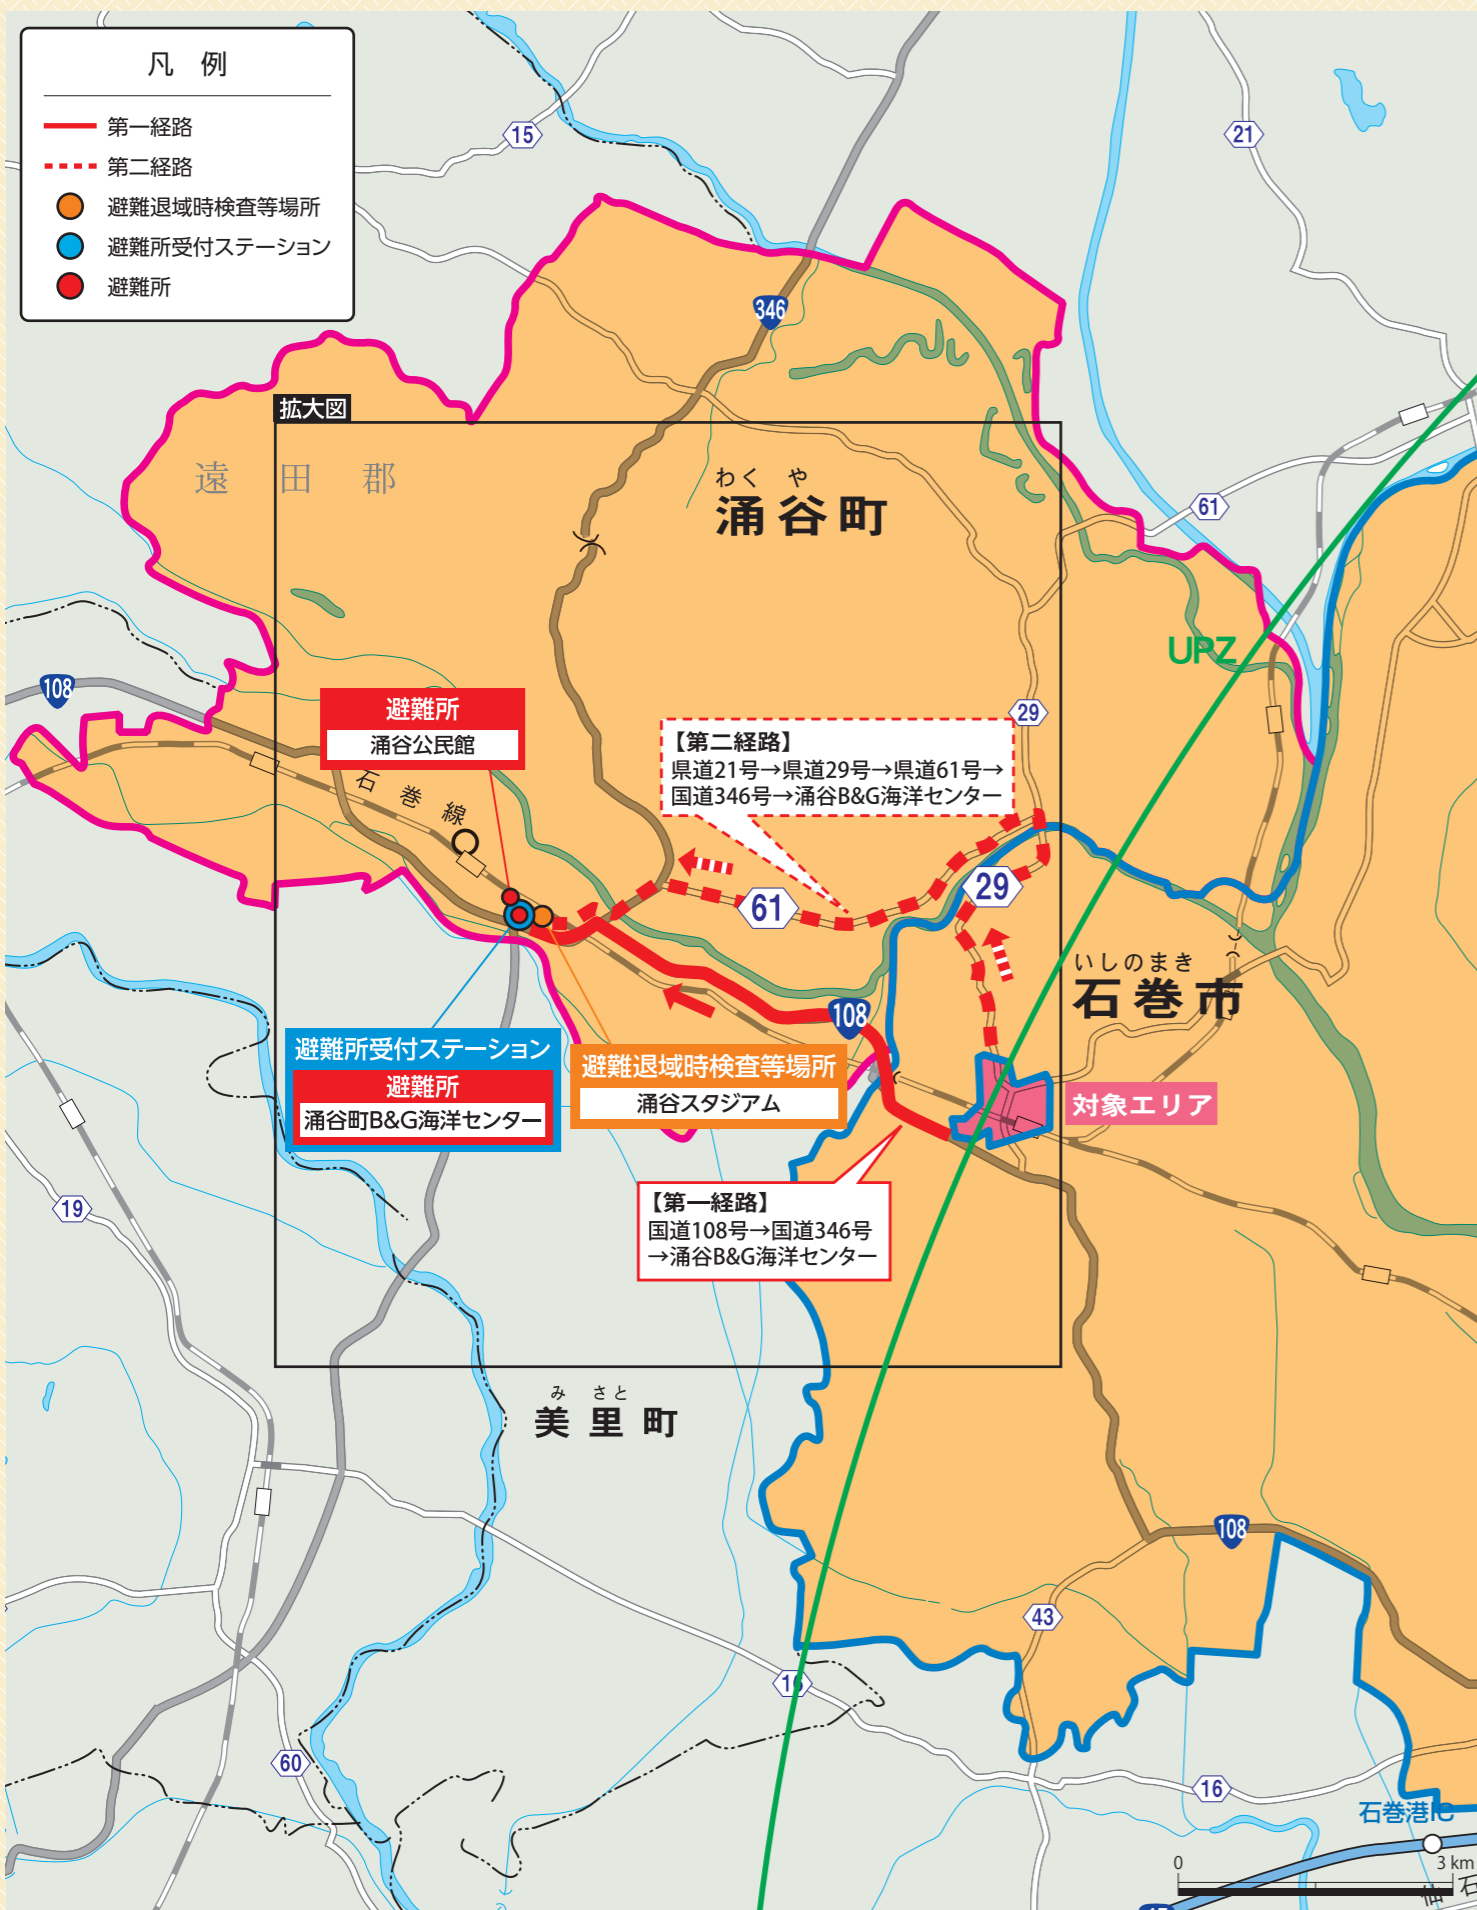 凡 例
第一経路
第二経路
避難退域時検査等場所
避難所受付ステーション
避難所
15
21
346
拡大図
遠 田 郡
わく や
涌谷町
61
UPZ
108
29
避難所
涌谷公民館
【第二経路】
県道21号→県道29号→県道61号→
国道346号→涌谷B&G海洋センター
石 巻 線
61
29
いしのまき
石巻市
108
避難所受付ステーション
避難所
涌谷町B&G海洋センター
避難退域時検査等場所
涌谷スタジアム
対象エリア
19
【第一経路】
国道108号→国道346号
→涌谷B&G海洋センター
み さと
美里町
108
43
16
60
16
石巻港IC
0
3 km
仙 石